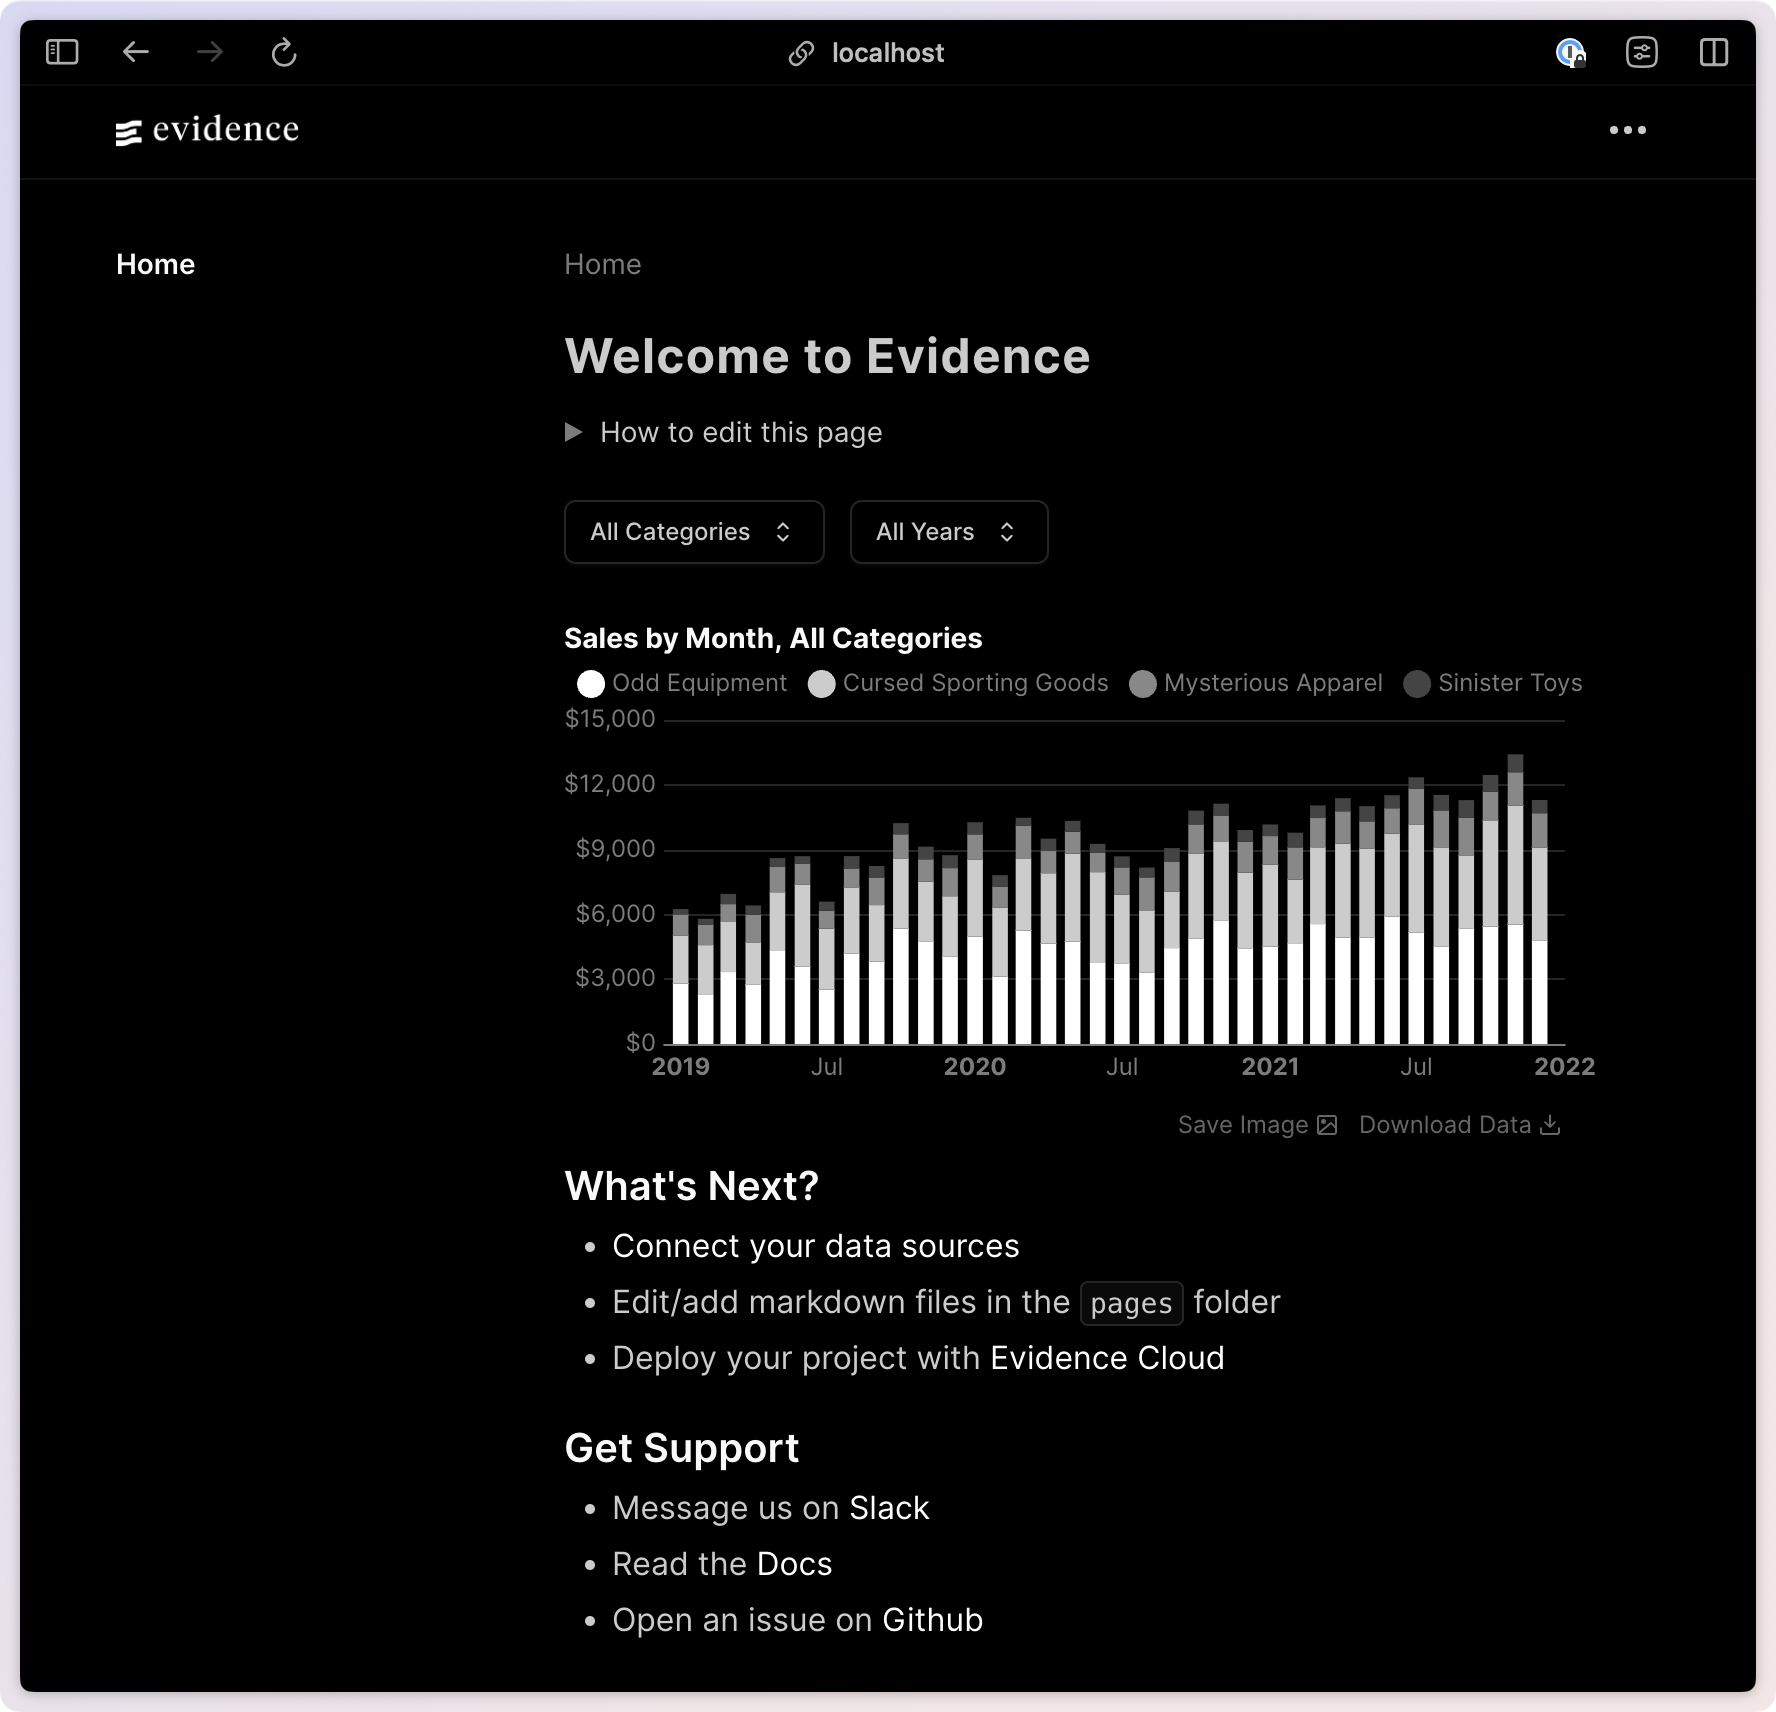 localhost
evidence
Home
Home
Welcome to Evidence
How to edit this page
All Categories
All Years
Sales by Month, All Categories
Odd Equipment Cursed Sporting Goods Mysterious Apparel Sinister Toys
$15,000
$12,000
$9,000
$6,000
$3,000
$0
2019 Jul 2020 Jul 2021 Jul 2022
Save Image Download Data
What's Next?
Connect your data sources
Edit/add markdown files in the pages folder
Deploy your project with Evidence Cloud
Get Support
Message us on Slack
Read the Docs
Open an issue on Github